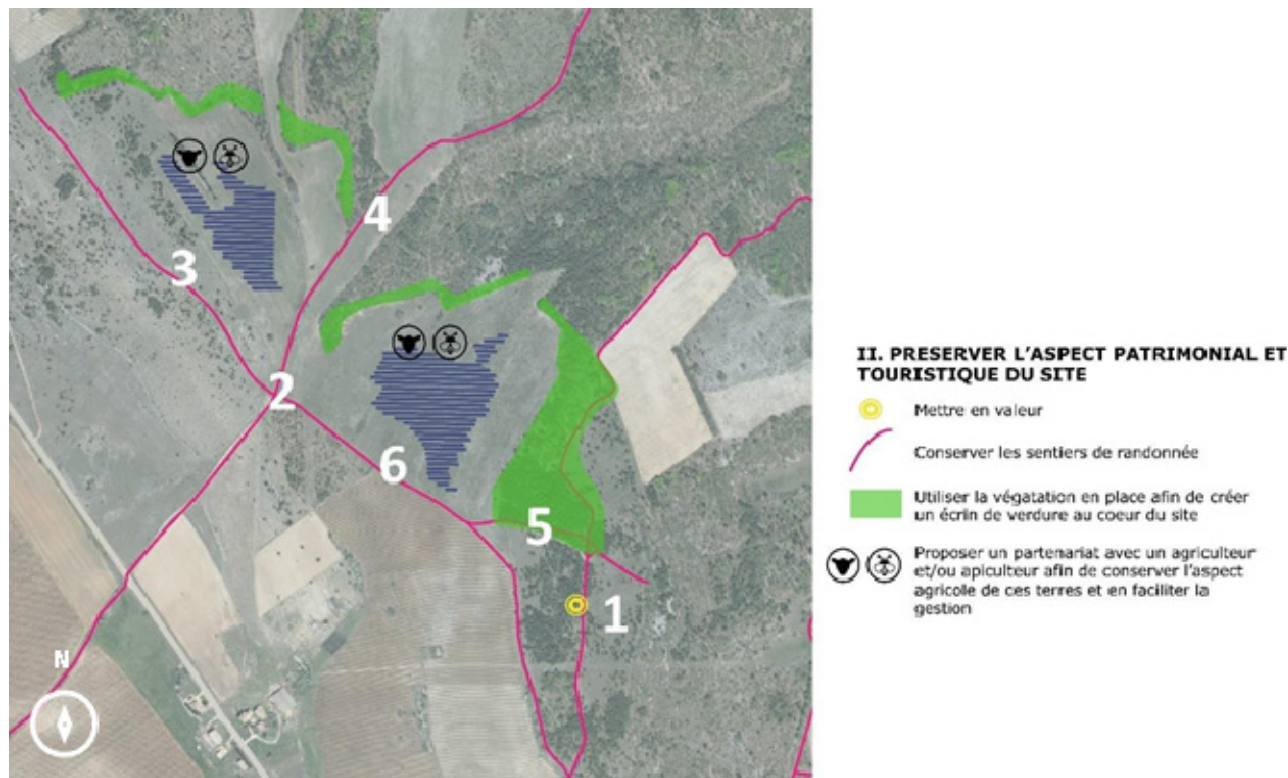 4
3
2
6
5
1
N
II. PRESERVER L'ASPECT PATRIMONIAL ET
TOURISTIQUE DU SITE
Mettre en valeur
Conserver les sentiers de randonnée
Utiliser la végatation en place afin de créer
un écrin de verdure au coeur du site
Proposer un partenariat avec un agriculteur
et/ou apiculteur afin de conserver l'aspect
agricole de ces terres et en faciliter la
gestion